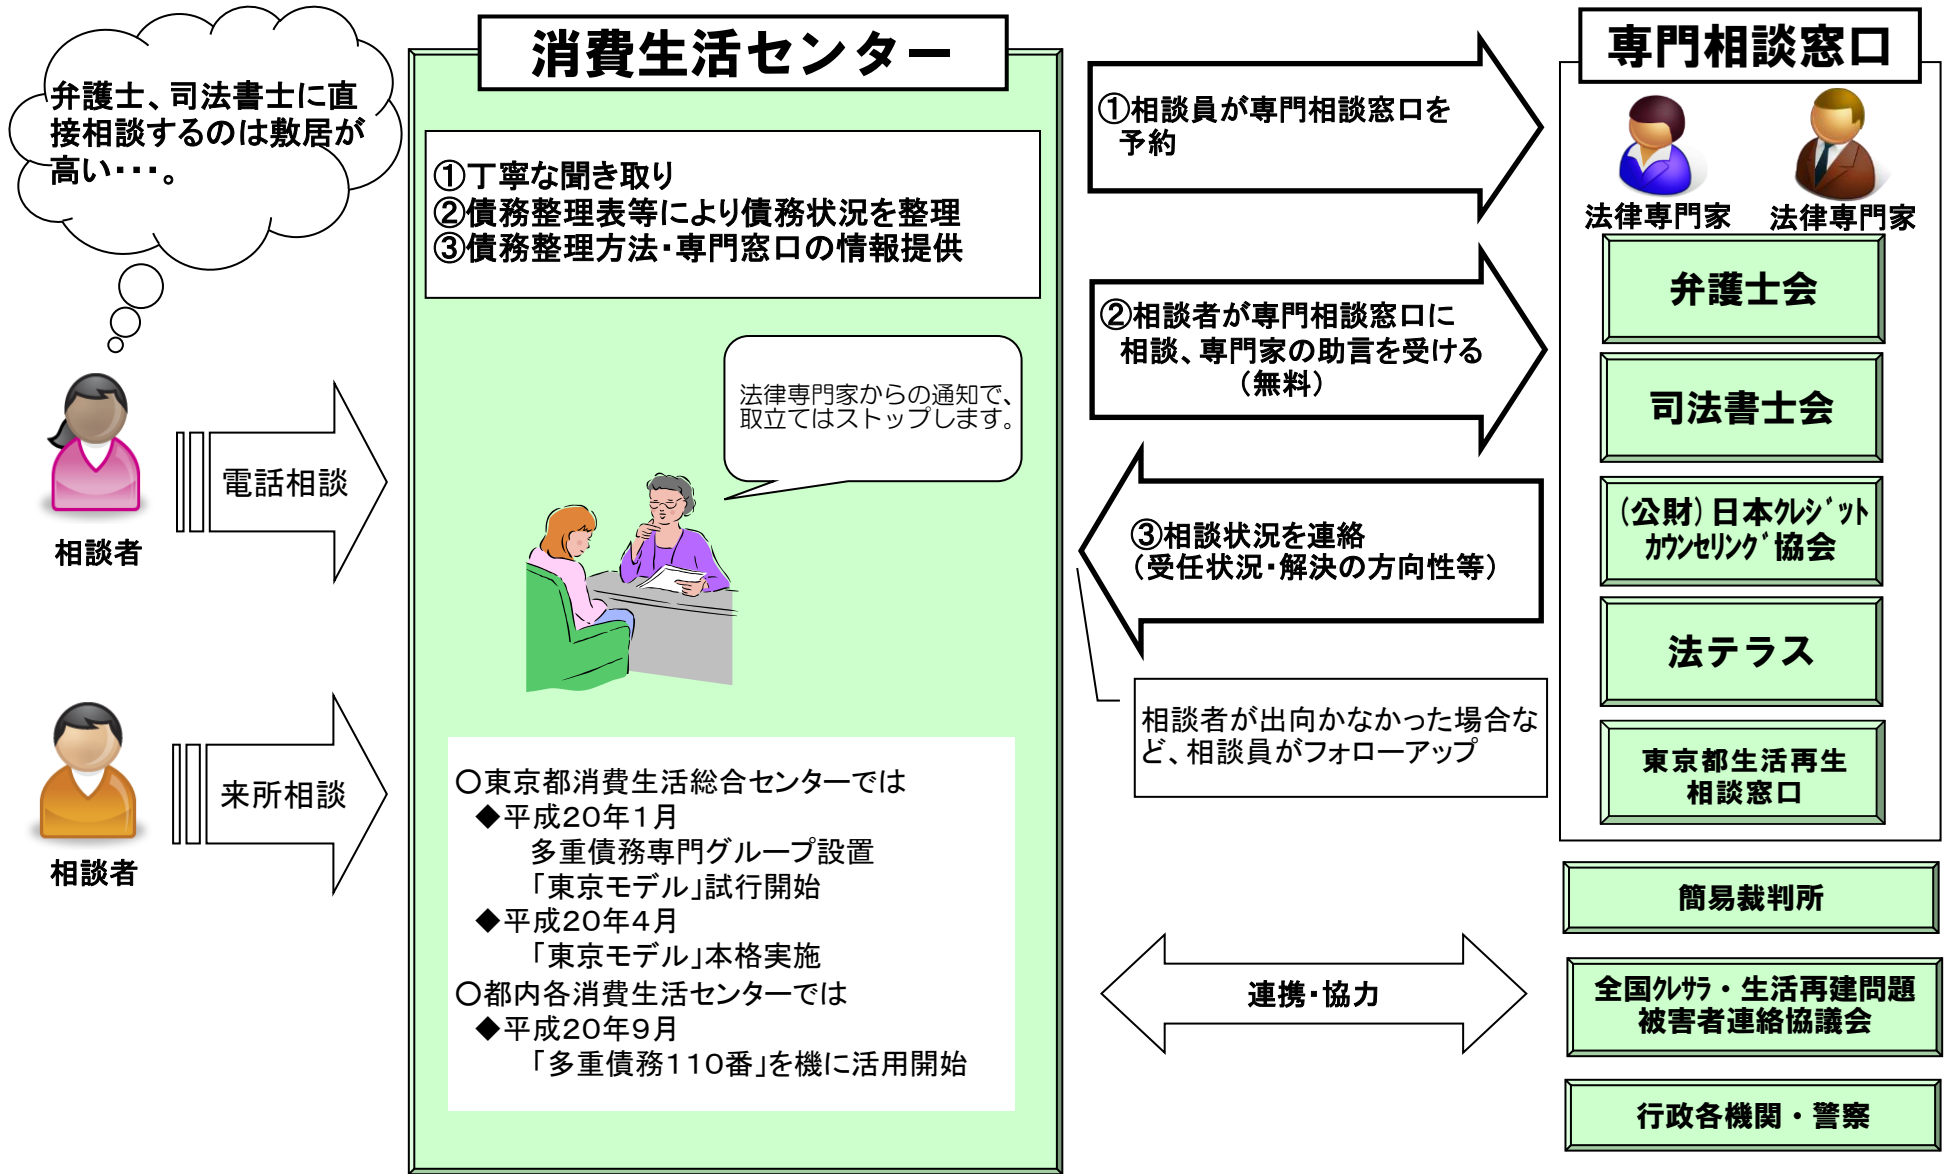 弁護士、司法書士に直
接相談するのは敷居が
高い・・・。
相談者
電話相談
相談者
来所相談
消費生活センター
①丁寧な聞き取り
②債務整理表等により債務状況を整理
③債務整理方法・専門窓口の情報提供
法律専門家からの通知で、
取立てはストップします。
○東京都消費生活総合センターでは
◆平成20年1月
多重債務専門グループ設置
「東京モデル」試行開始
◆平成20年4月
「東京モデル」本格実施
○都内各消費生活センターでは
◆平成20年9月
「多重債務110番」を機に活用開始
①相談員が専門相談窓口を
予約
②相談者が専門相談窓口に
相談、専門家の助言を受ける
（無料）
③相談状況を連絡
（受任状況・解決の方向性等）
相談者が出向かなかった場合な
ど、相談員がフォローアップ
連携・協力
専門相談窓口
法律専門家
法律専門家
弁護士会
司法書士会
（公財）日本ｸﾚｼﾞｯﾄ
ｶｳﾝｾﾘﾝｸﾞ協会
法テラス
東京都生活再生
相談窓口
簡易裁判所
全国ｸﾚｻﾗ・生活再建問題
被害者連絡協議会
行政各機関・警察